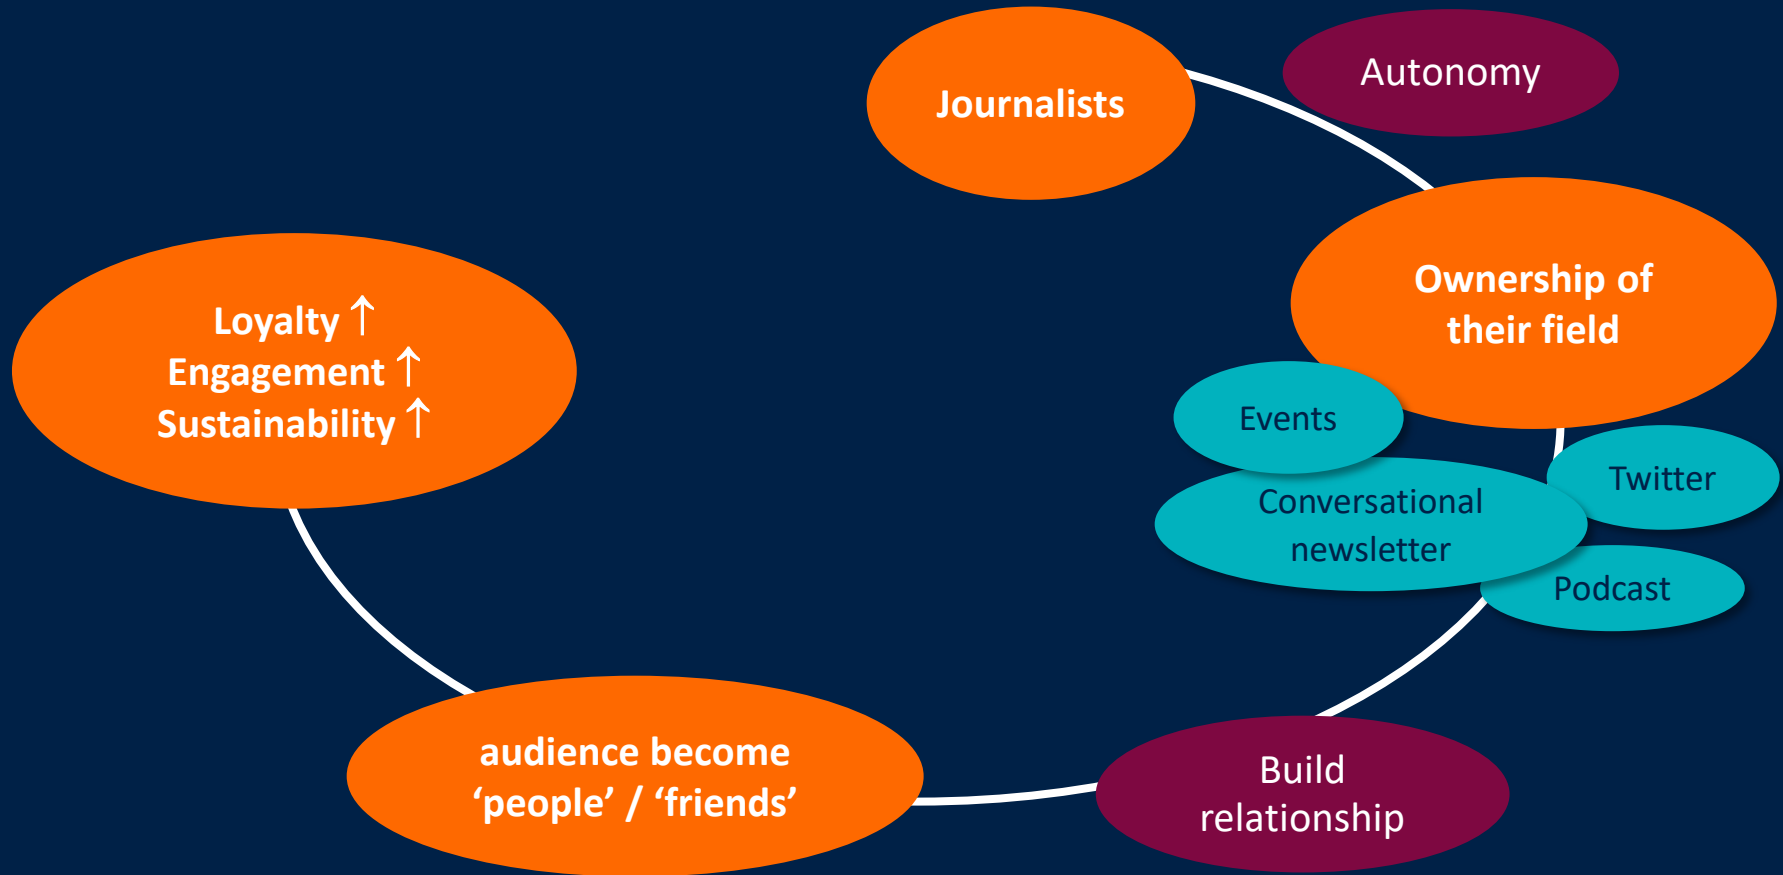 Journalists
Autonomy
Ownership of
their field
Events
Twitter
Conversational
newsletter
Podcast
Build
relationship
audience become
‘people’ / ‘friends’
Loyalty ↑
Engagement ↑
Sustainability ↑